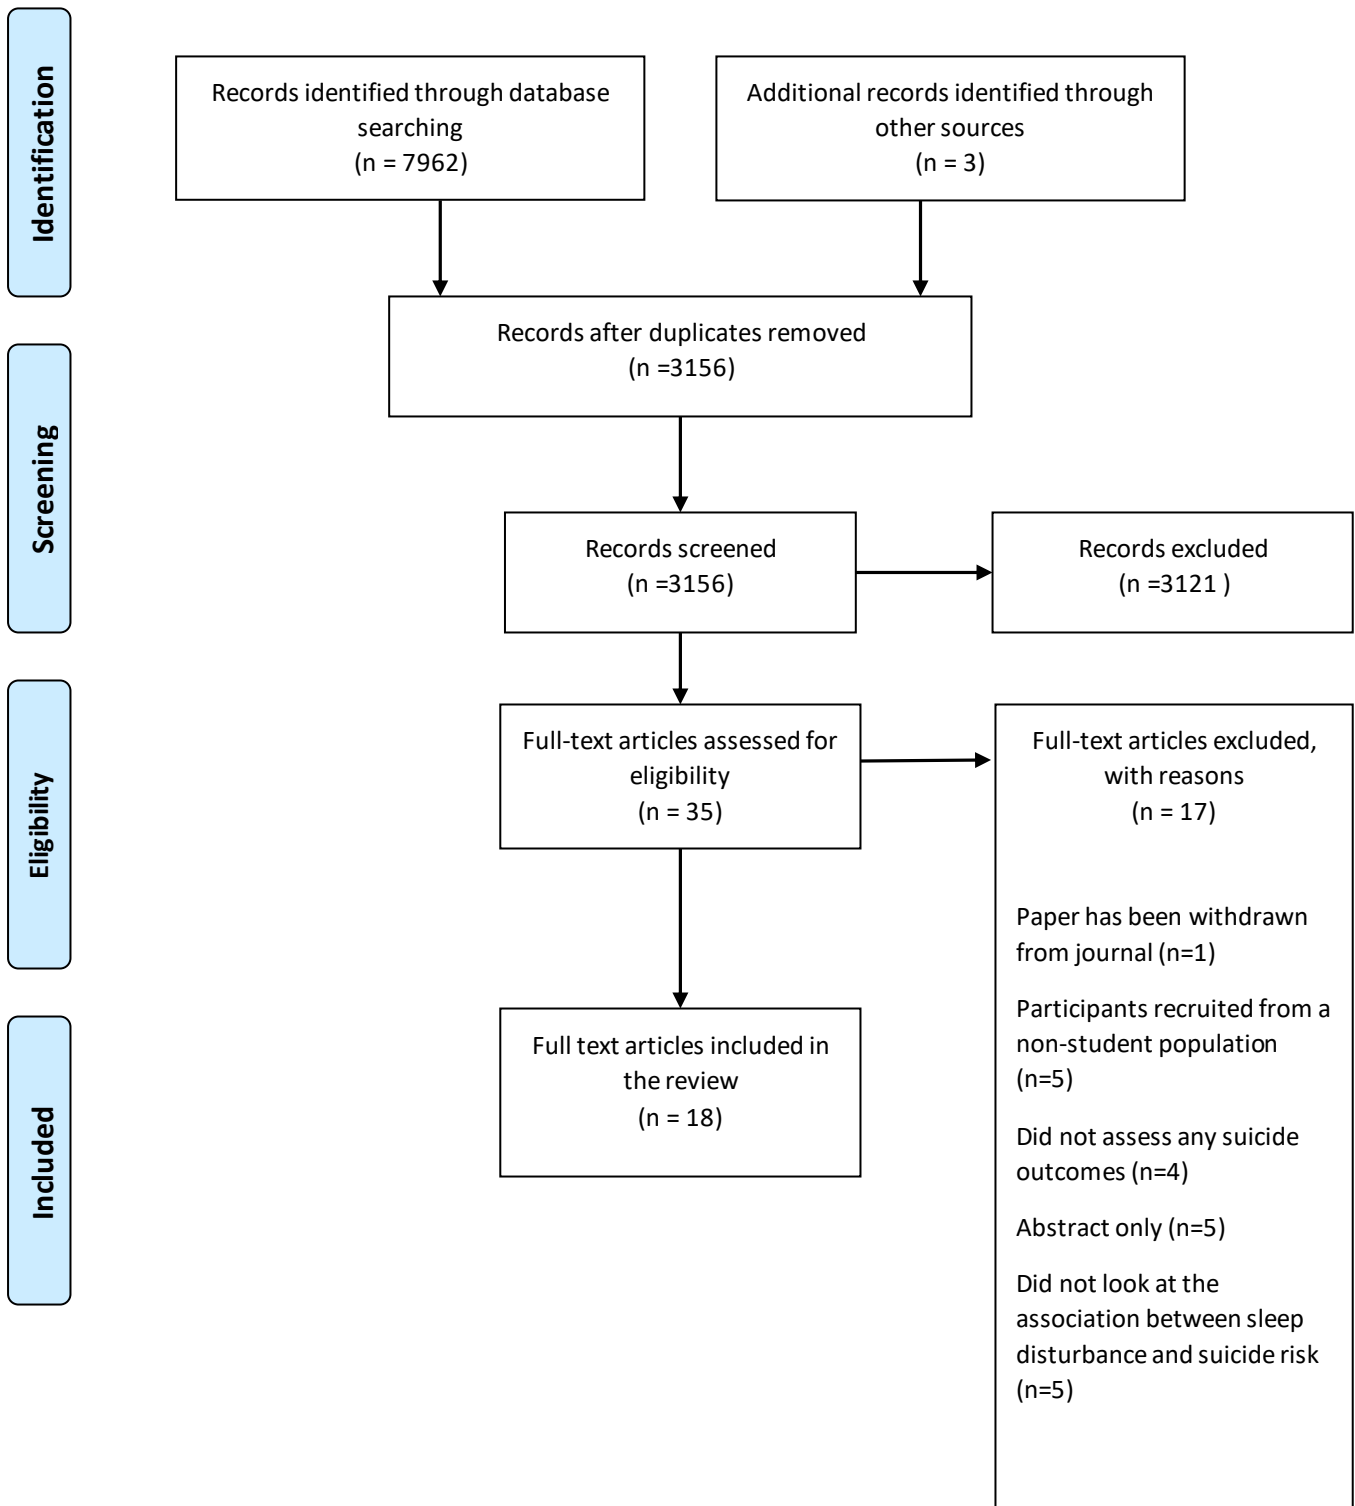 Identification
Records identified through database
searching
(n = 7962)
Additional records identified through
other sources
(n = 3)
Records after duplicates removed
(n =3156)
Screening
Records screened
(n =3156)
Records excluded
(n =3121 )
Eligibility
Full-text articles assessed for
eligibility
(n = 35)
Full-text articles excluded,
with reasons
(n = 17)
Paper has been withdrawn
from journal (n=1)
Participants recruited from a
non-student population
(n=5)
Did not assess any suicide
outcomes (n=4)
Abstract only (n=5)
Did not look at the
association between sleep
disturbance and suicide risk
(n=5)
Included
Full text articles included in
the review
(n = 18)